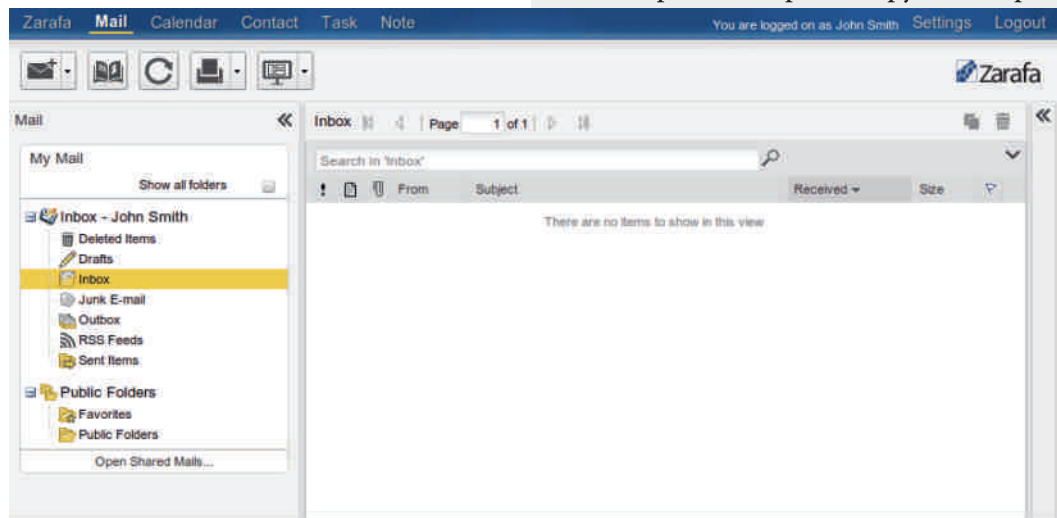 Zarafa Mail Calendar Contact Task Note You are logged on as John Smith Settings Logout
Zarafa
Mail Inbox Page 1 of 1
My Mail Search in 'Inbox'
Show all folders From Subject Received Size
Inbox - John Smith There are no items to show in this view
Deleted Items
Drafts
Inbox
Junk E-mail
Outbox
RSS Feeds
Sent Items
Public Folders
Favorites
Public Folders
Open Shared Mails...